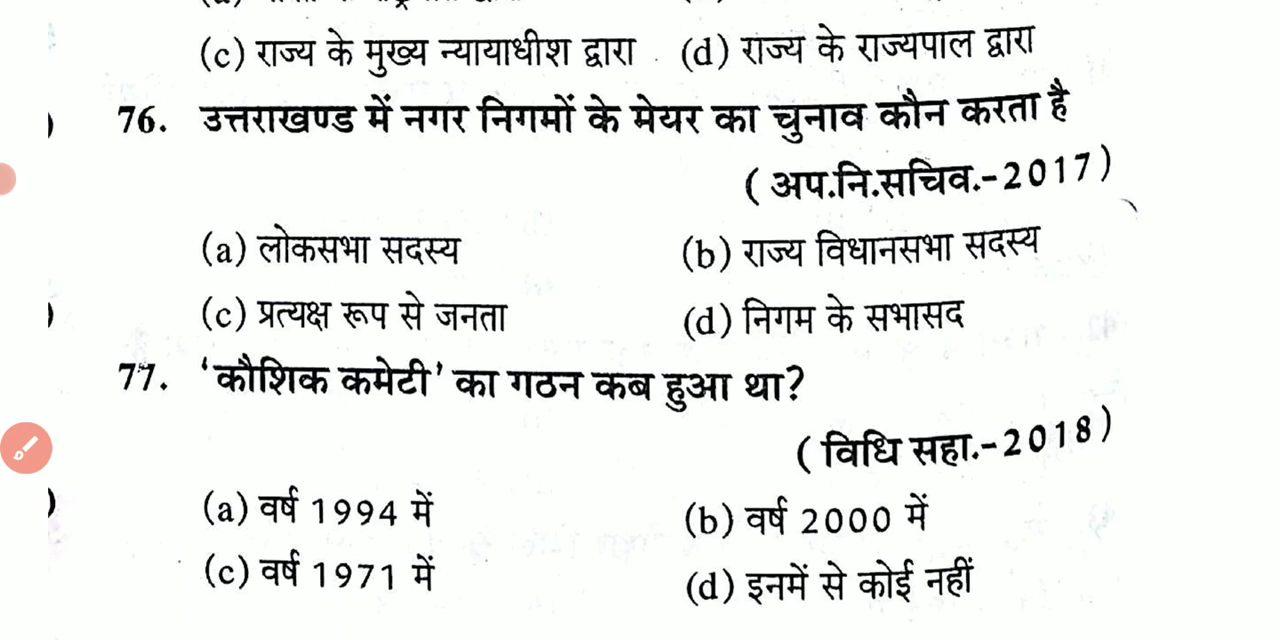 (c) राज्य के मुख्य न्यायाधीश द्वारा (d) राज्य के राज्यपाल द्वारा
76. उत्तराखण्ड में नगर निगमों के मेयर का चुनाव कौन करता है
( अप.नि.सचिव.-2017)
(a) लोकसभा सदस्य (b) राज्य विधानसभा सदस्य
(c) प्रत्यक्ष रूप से जनता (d) निगम के सभासद
77. ‘कौशिक कमेटी’ का गठन कब हुआ था?
( विधि सहा.-2018)
(a) वर्ष 1994 में (b) वर्ष 2000 में
(c) वर्ष 1971 में (d) इनमें से कोई नहीं